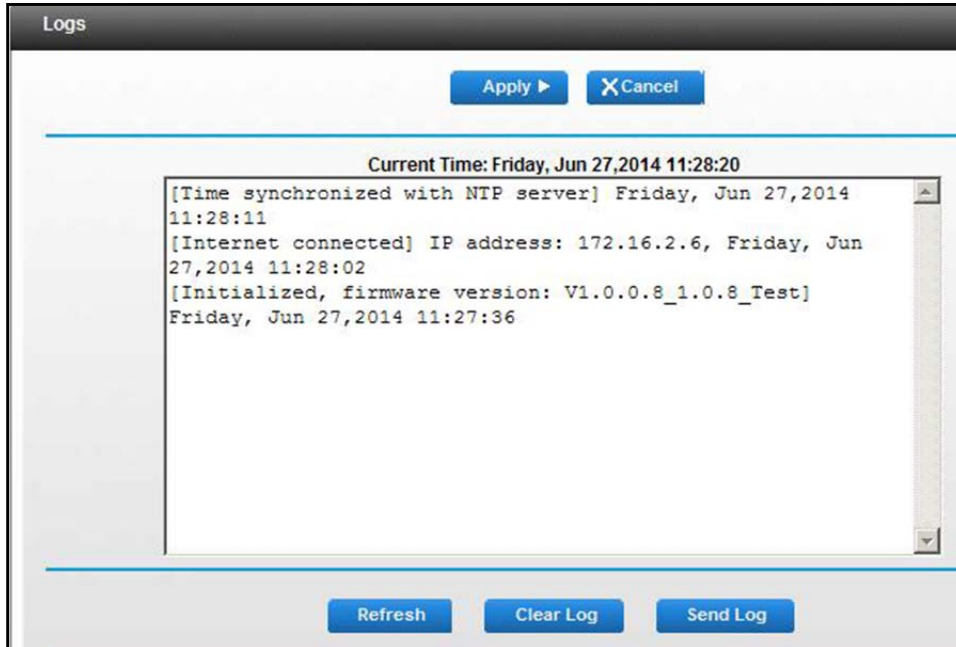 Logs
Apply
Cancel
Current Time: Friday, Jun 27,2014 11:28:20
[Time synchronized with NTP server] Friday, Jun 27,2014
11:28:11
[Internet connected] IP address: 172.16.2.6, Friday, Jun
27,2014 11:28:02
[Initialized, firmware version: V1.0.0.8_1.0.8_Test]
Friday, Jun 27,2014 11:27:36
Refresh
Clear Log
Send Log